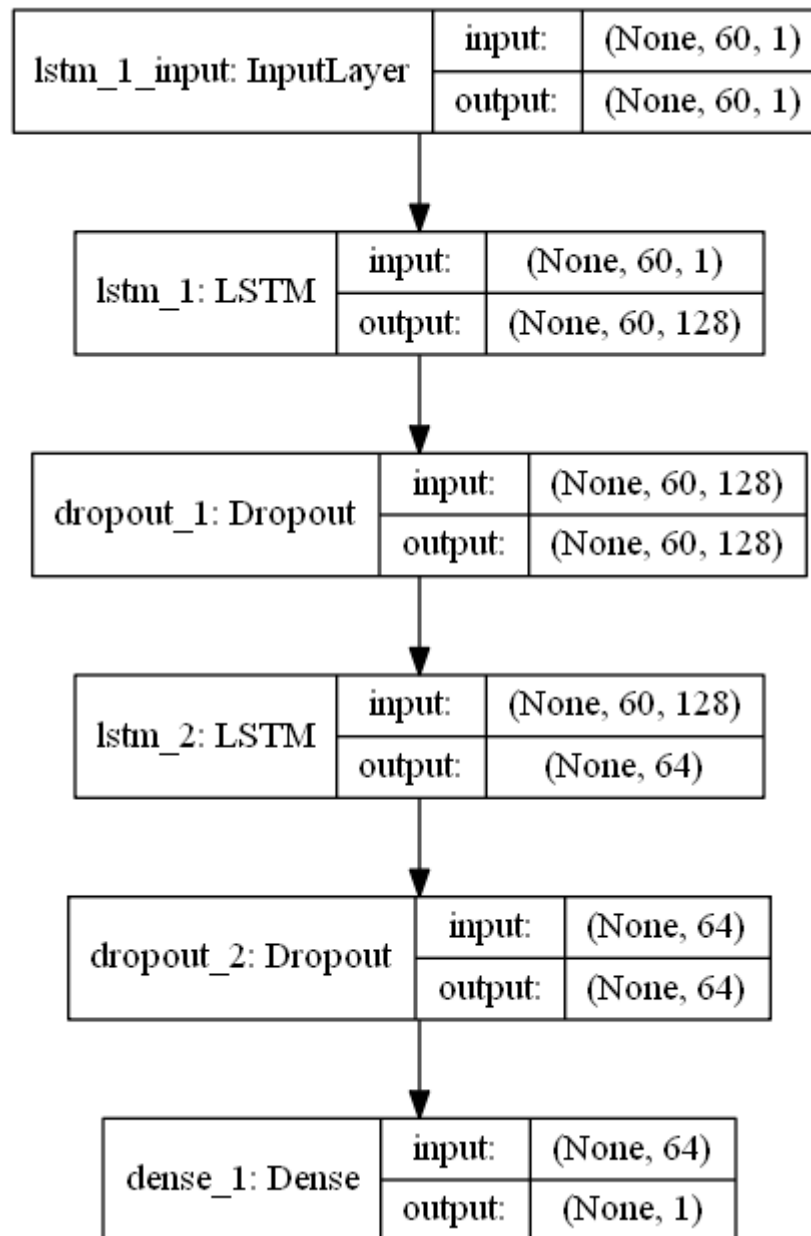 lstm_1_input: InputLayer
input: (None, 60, 1)
output: (None, 60, 1)
lstm_1: LSTM
input: (None, 60, 1)
output: (None, 60, 128)
dropout_1: Dropout
input: (None, 60, 128)
output: (None, 60, 128)
lstm_2: LSTM
input: (None, 60, 128)
output: (None, 64)
dropout_2: Dropout
input: (None, 64)
output: (None, 64)
dense_1: Dense
input: (None, 64)
output: (None, 1)